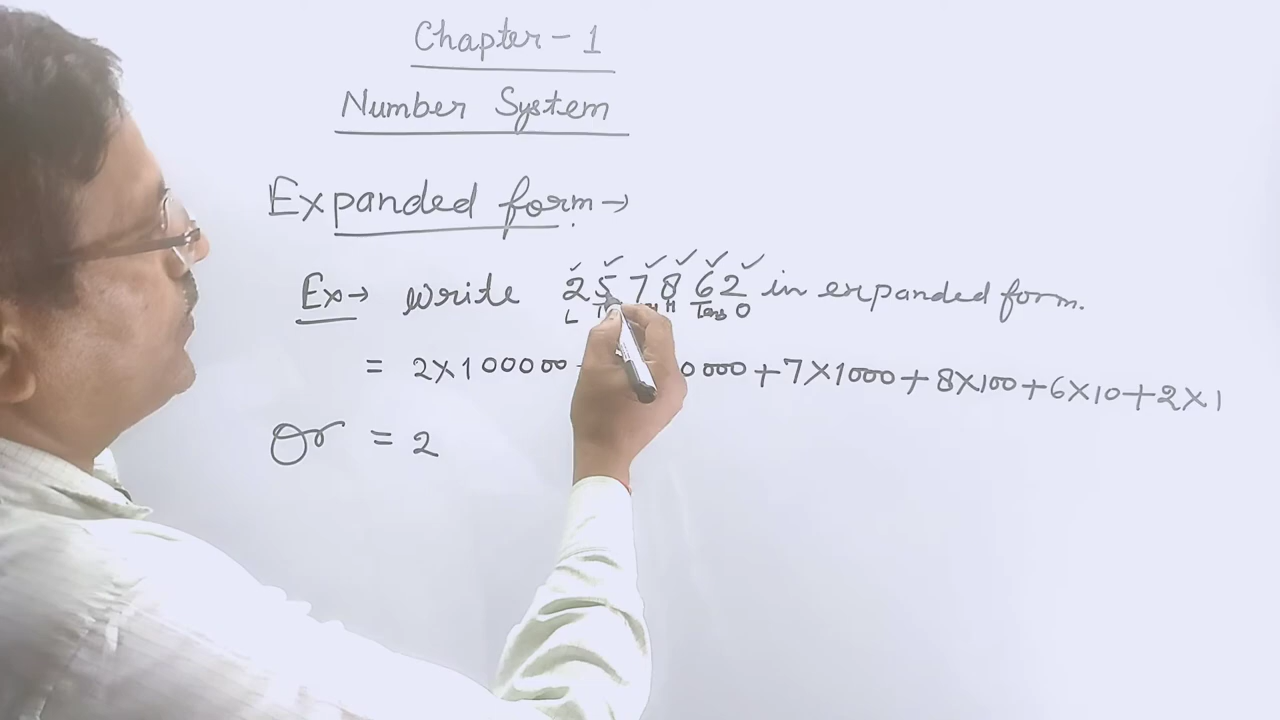 Chapter - 1
Number System
Expanded form →
Ex → write 257862 in expanded form.
L T H Tens O
= 2×100000 0000 + 7×1000 + 8×100 + 6×10 + 2×1
Or = 2